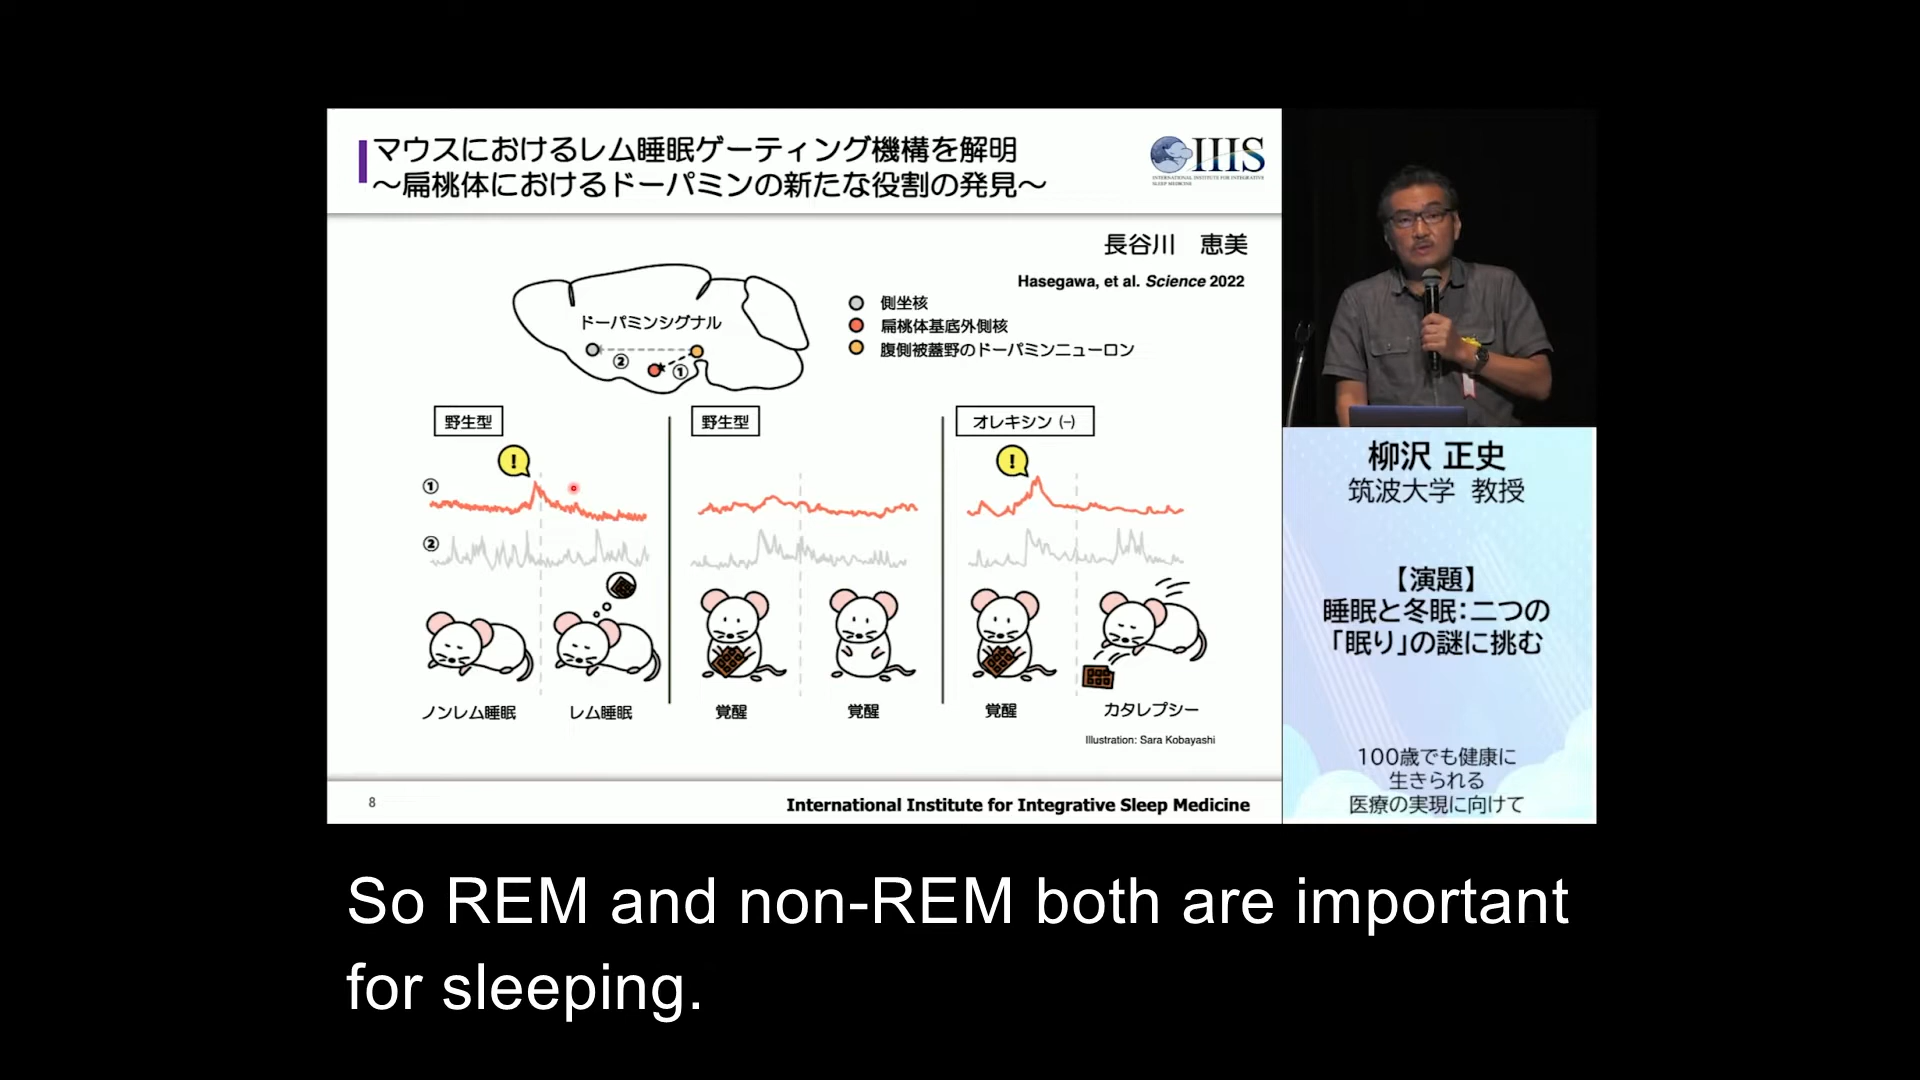 マウスにおけるレム睡眠ゲーティング機構を解明
～扁桃体におけるドーパミンの新たな役割の発見～
IIIS
INTERNATIONAL INSTITUTE FOR INTEGRATIVE
SLEEP MEDICINE
長谷川 恵美
Hasegawa, et al. Science 2022
側坐核
扁桃体基底外側核
腹側被蓋野のドーパミンニューロン
ドーパミンシグナル
②
①
野生型
野生型
オレキシン (-)
!
!
①
②
ノンレム睡眠
レム睡眠
覚醒
覚醒
覚醒
カタレプシー
Illustration: Sara Kobayashi
8
International Institute for Integrative Sleep Medicine
柳沢 正史
筑波大学 教授
【演題】
睡眠と冬眠：二つの
「眠り」の謎に挑む
100歳でも健康に
生きられる
医療の実現に向けて
So REM and non-REM both are important
for sleeping.